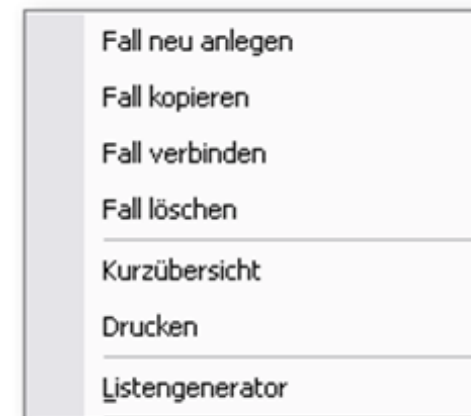 Fall neu anlegen
Fall kopieren
Fall verbinden
Fall löschen
Kurzübersicht
Drucken
Listengenerator